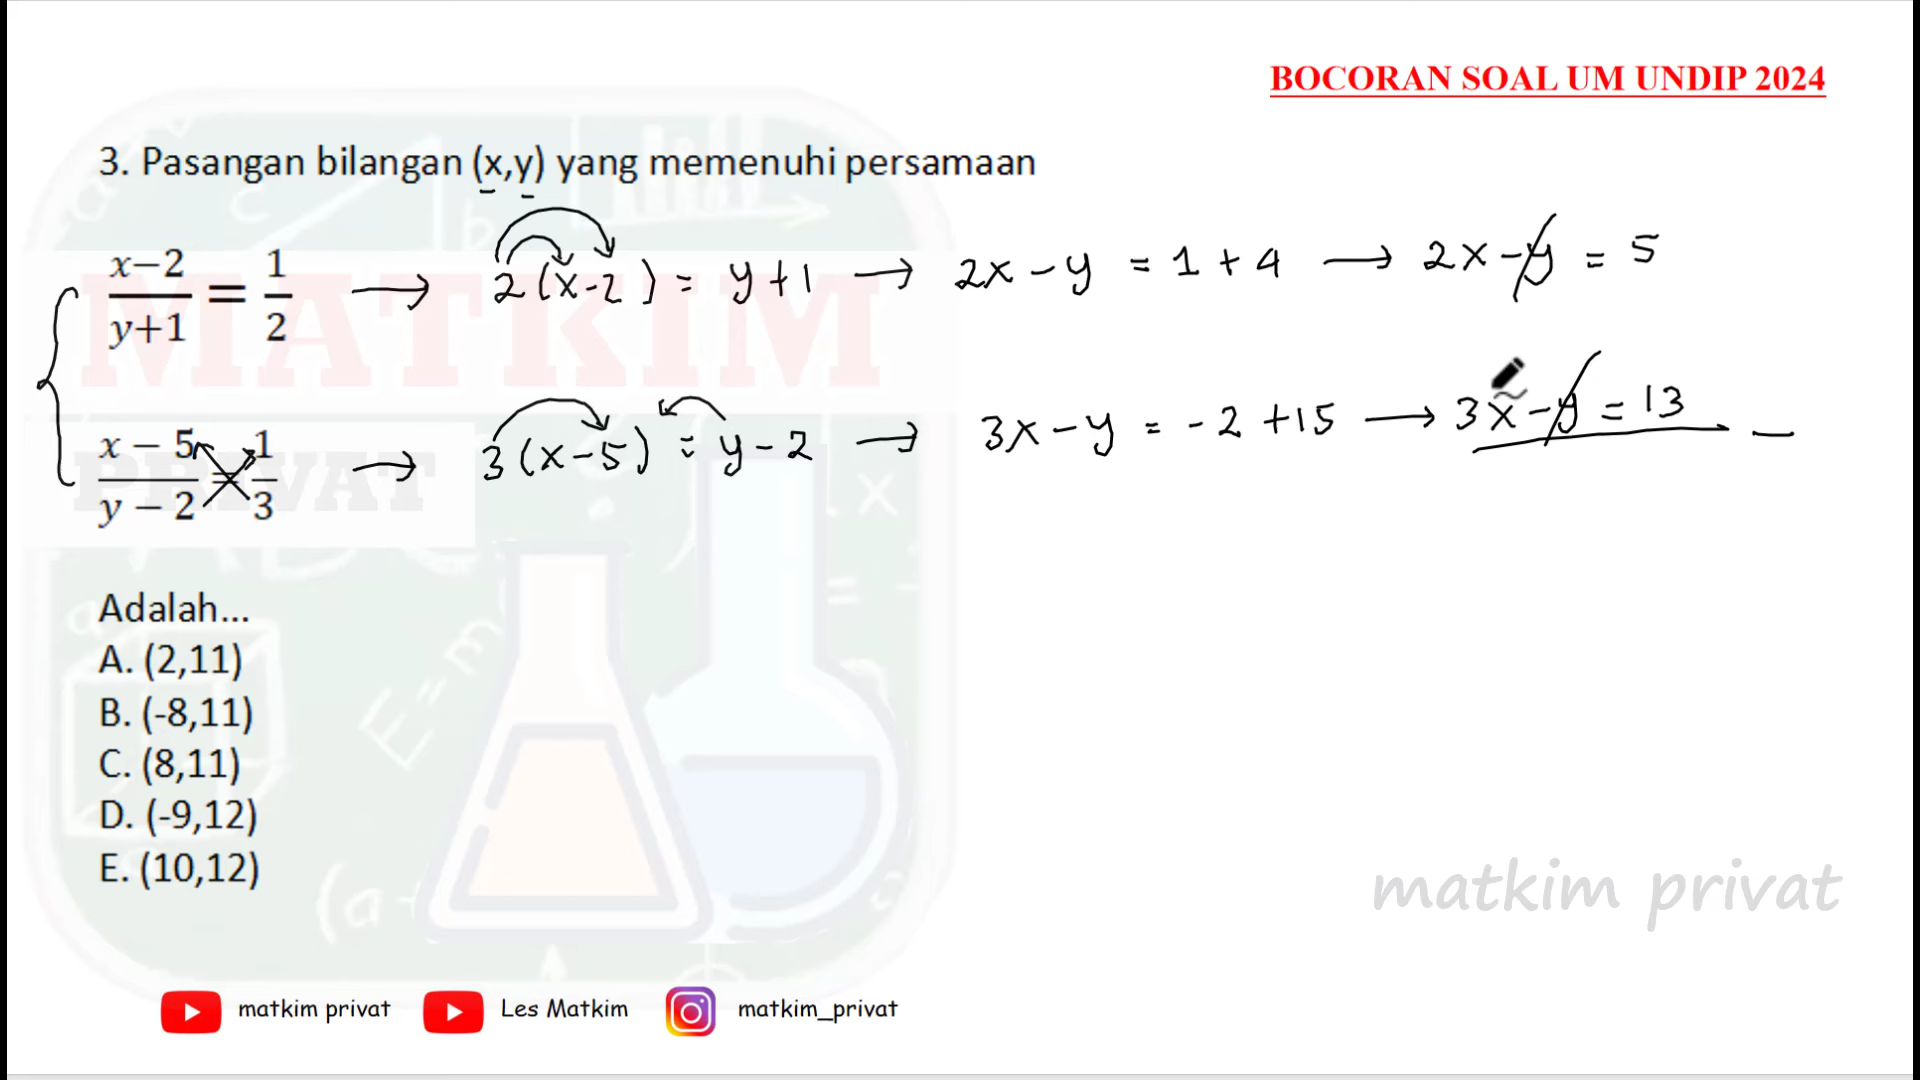 BOCORAN SOAL UM UNDIP 2024
3. Pasangan bilangan (x,y) yang memenuhi persamaan
x−2/y+1 = 1/2 → 2(x-2) = y+1 → 2x-y = 1+4 → 2x-y = 5
x − 5/y − 2 = 1/3 → 3(x-5) = y-2 → 3x-y = -2+15 → 3x-y = 13 −
MATKIM
PRIVAT
Adalah...
A. (2,11)
B. (-8,11)
C. (8,11)
D. (-9,12)
E. (10,12)
matkim privat
matkim privat Les Matkim matkim_privat